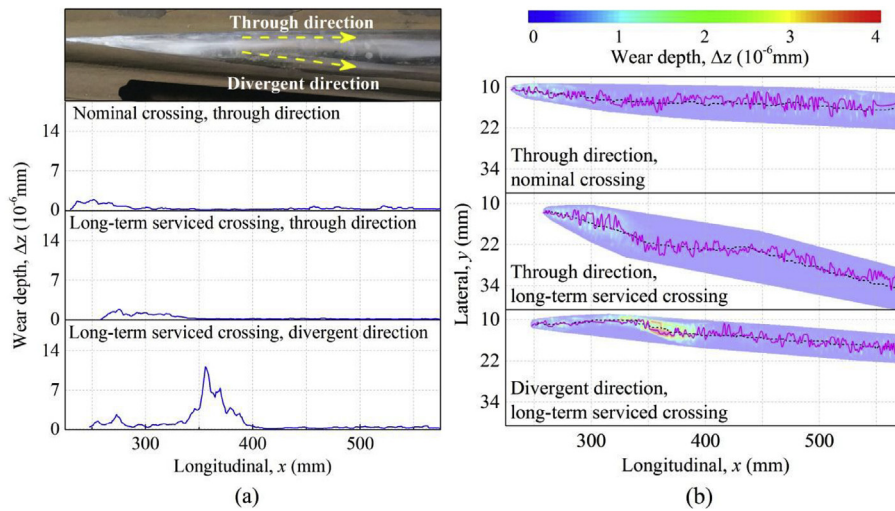 Through direction
Divergent direction
Nominal crossing, through direction
14
7
0
Long-term serviced crossing, through direction
14
7
0
Long-term serviced crossing, divergent direction
14
7
0
Wear depth, Δz (10⁻⁶mm)
300
400
500
Longitudinal, x (mm)
(a)
0
2
3
4
Wear depth, Δz (10⁻⁶mm)
10
22
34
Through direction,
nominal crossing
10
22
34
Through direction,
long-term serviced crossing
10
22
34
Divergent direction,
long-term serviced crossing
Lateral, y (mm)
300
400
500
Longitudinal, x (mm)
(b)